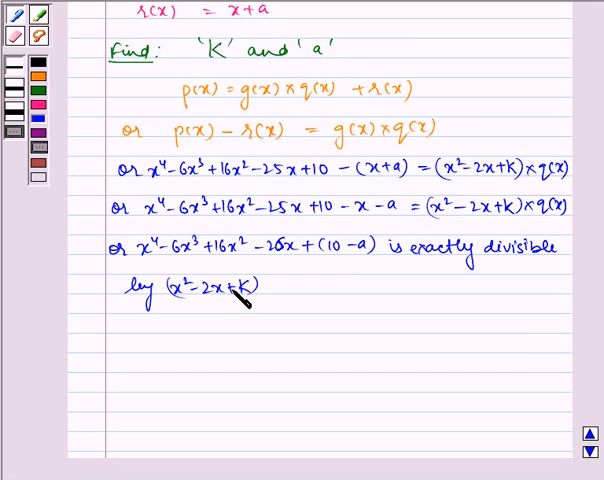 r(x) = x+a
Find: 'K' and 'a'
p(x) = g(x) × q(x) + r(x)
or p(x) - r(x) = g(x) × q(x)
or x⁴ - 6x³ + 16x² - 25x + 10 - (x+a) = (x² - 2x + k) × q(x)
or x⁴ - 6x³ + 16x² - 25x + 10 - x - a = (x² - 2x + k) × q(x)
or x⁴ - 6x³ + 16x² - 26x + (10 - a) is exactly divisible
by (x² - 2x + K)